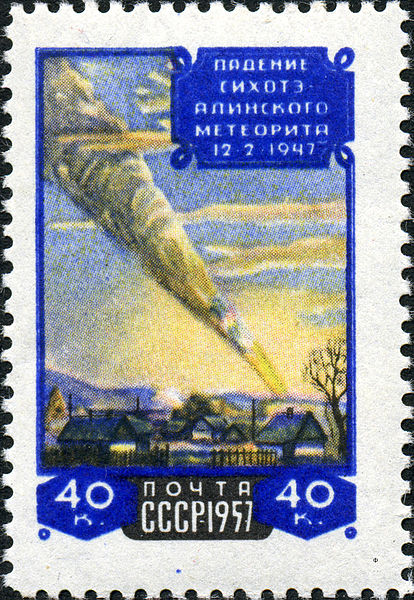 ПАДЕНИЕ
СИХОТЭ-
АЛИНСКОГО
МЕТЕОРИТА
12·2·1947
40 к.
ПОЧТА
СССР-1957
40 к.